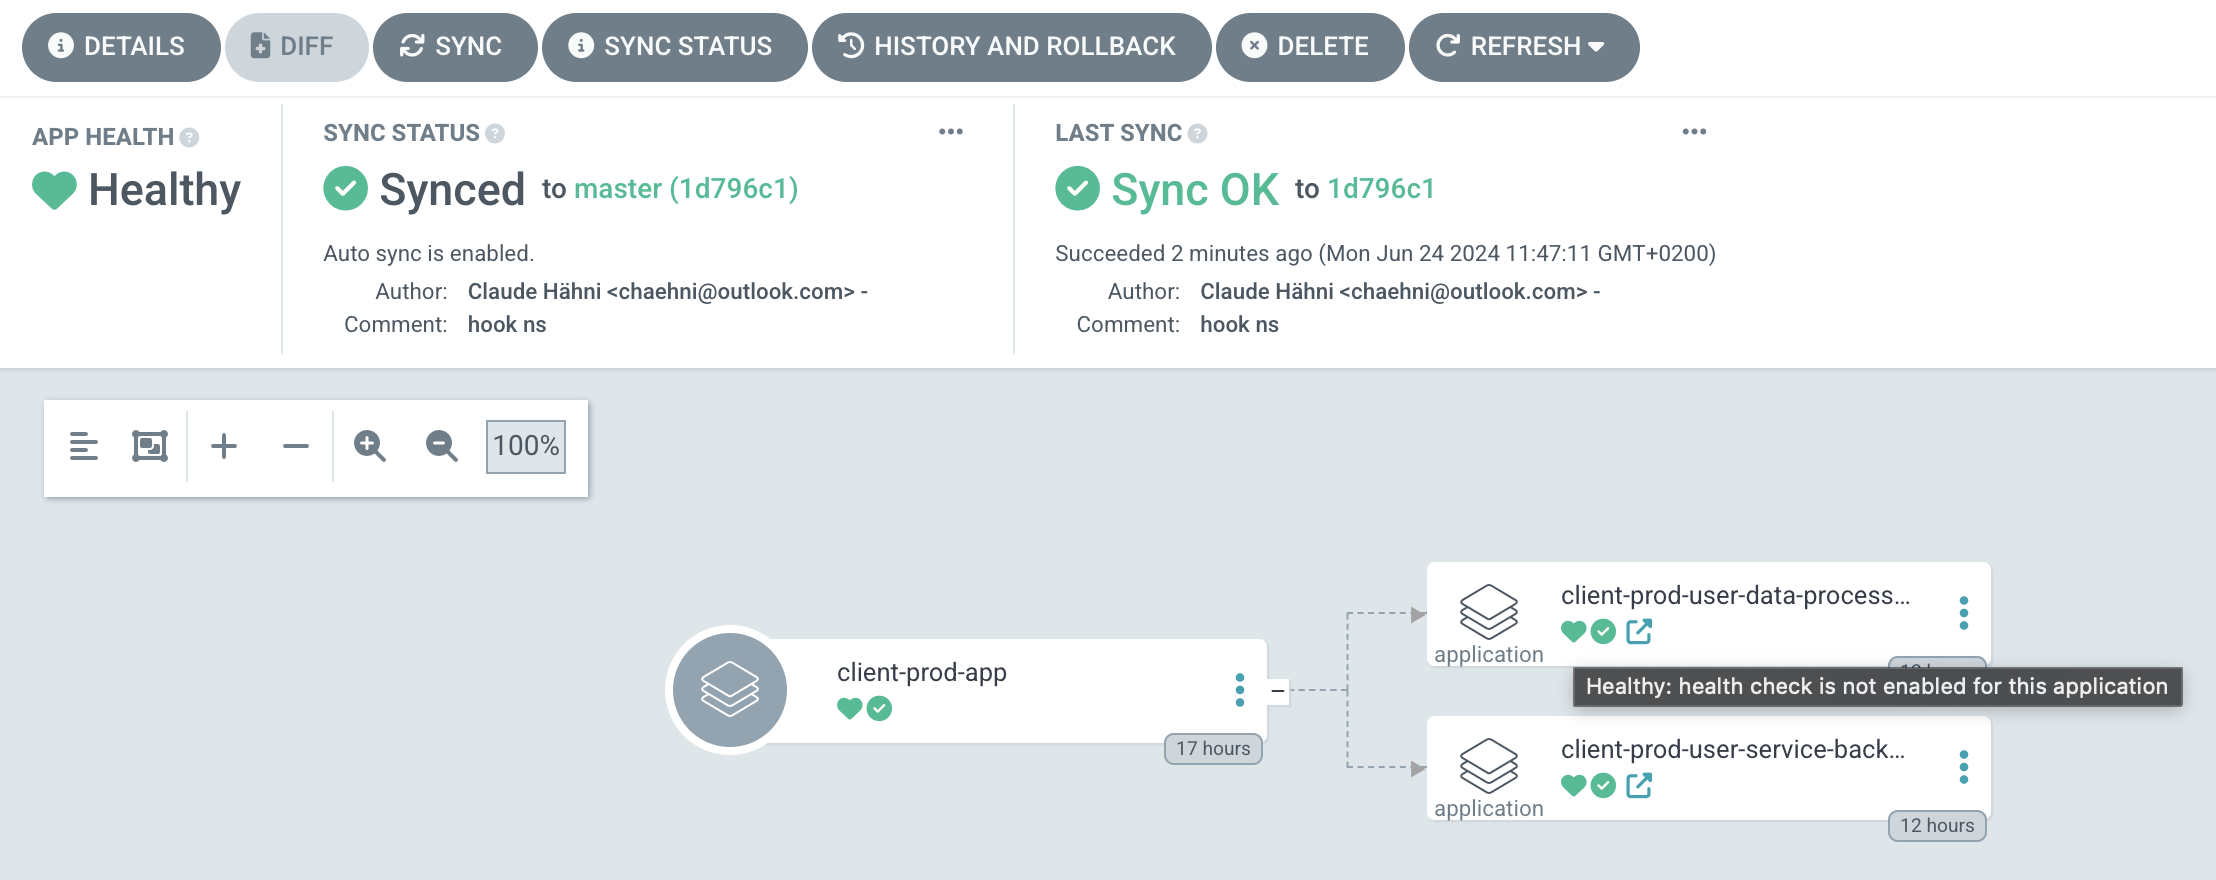 DETAILS
DIFF
SYNC
SYNC STATUS
HISTORY AND ROLLBACK
DELETE
REFRESH
APP HEALTH
Healthy
SYNC STATUS
Synced to master (1d796c1)
Auto sync is enabled.
Author: Claude Hähni <chaehni@outlook.com> -
Comment: hook ns
LAST SYNC
Sync OK to 1d796c1
Succeeded 2 minutes ago (Mon Jun 24 2024 11:47:11 GMT+0200)
Author: Claude Hähni <chaehni@outlook.com> -
Comment: hook ns
100%
client-prod-app
17 hours
client-prod-user-data-process...
application
Healthy: health check is not enabled for this application
client-prod-user-service-back...
application
12 hours